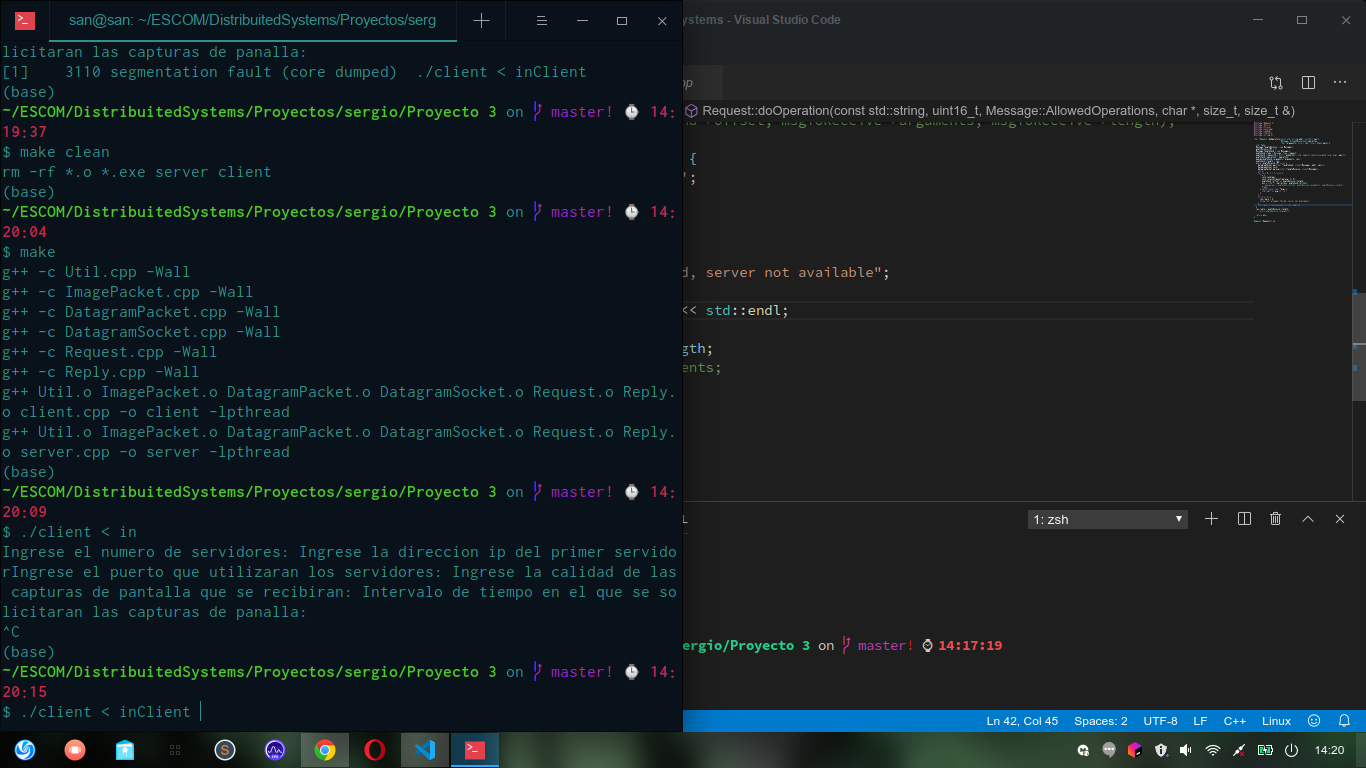 san@san: ~/ESCOM/DistribuitedSystems/Proyectos/serg
licitaran las capturas de panalla:
[1]    3110 segmentation fault (core dumped)  ./client < inClient
(base)
~/ESCOM/DistribuitedSystems/Proyectos/sergio/Proyecto 3 on master! 14:
19:37
$ make clean
rm -rf *.o *.exe server client
(base)
~/ESCOM/DistribuitedSystems/Proyectos/sergio/Proyecto 3 on master! 14:
20:04
$ make
g++ -c Util.cpp -Wall
g++ -c ImagePacket.cpp -Wall
g++ -c DatagramPacket.cpp -Wall
g++ -c DatagramSocket.cpp -Wall
g++ -c Request.cpp -Wall
g++ -c Reply.cpp -Wall
g++ Util.o ImagePacket.o DatagramPacket.o DatagramSocket.o Request.o Reply.
o client.cpp -o client -lpthread
g++ Util.o ImagePacket.o DatagramPacket.o DatagramSocket.o Request.o Reply.
o server.cpp -o server -lpthread
(base)
~/ESCOM/DistribuitedSystems/Proyectos/sergio/Proyecto 3 on master! 14:
20:09
$ ./client < in
Ingrese el numero de servidores: Ingrese la direccion ip del primer servido
rIngrese el puerto que utilizaran los servidores: Ingrese la calidad de las
capturas de pantalla que se recibiran: Intervalo de tiempo en el que se so
licitaran las capturas de panalla:
^C
(base)
~/ESCOM/DistribuitedSystems/Proyectos/sergio/Proyecto 3 on master! 14:
20:15
$ ./client < inClient
ystems - Visual Studio Code
pp
Request::doOperation(const std::string, uint16_t, Message::AllowedOperations, char *, size_t, size_t &)
{
";
d, server not available";
<< std::endl;
gth;
ents;
1: zsh
ergio/Proyecto 3 on master! 14:17:19
Ln 42, Col 45 Spaces: 2 UTF-8 LF C++ Linux
14:20